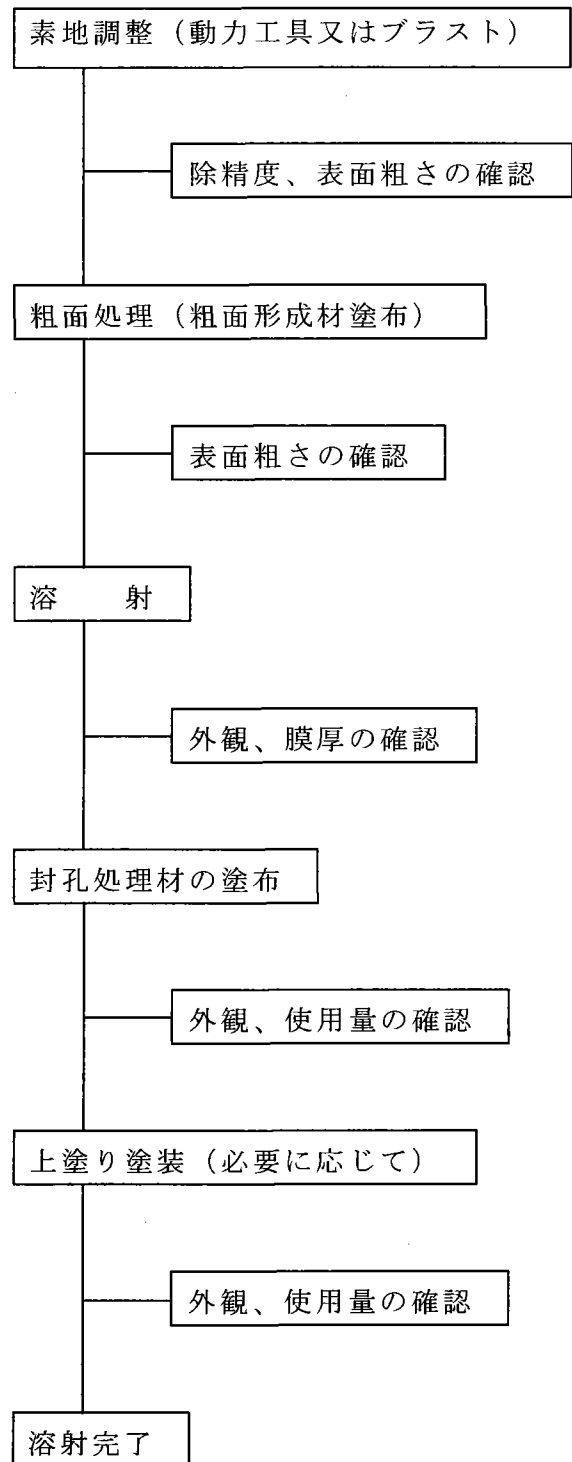 素地調整（動力工具又はブラスト）
除精度、表面粗さの確認
粗面処理（粗面形成材塗布）
表面粗さの確認
溶　　射
外観、膜厚の確認
封孔処理材の塗布
外観、使用量の確認
上塗り塗装（必要に応じて）
外観、使用量の確認
溶射完了